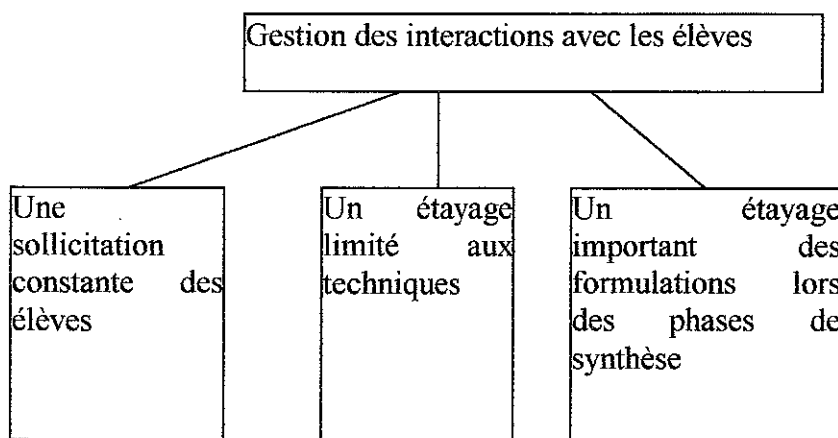 Gestion des interactions avec les élèves
Une
sollicitation
constante des
élèves
Un étayage
limité aux
techniques
Un étayage
important des
formulations lors
des phases de
synthèse